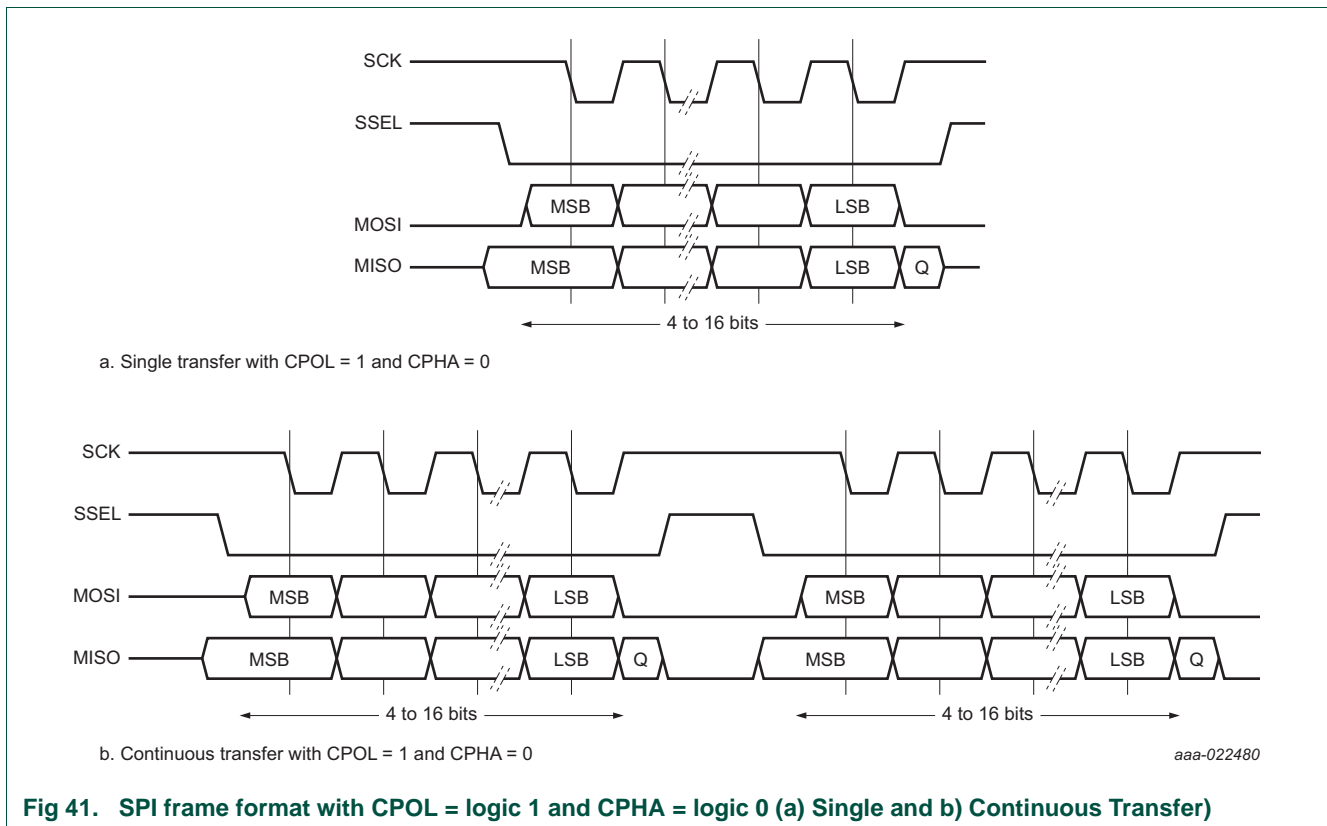 SCK
SSEL
MSB LSB
MOSI
MISO MSB LSB Q
4 to 16 bits
a. Single transfer with CPOL = 1 and CPHA = 0
SCK
SSEL
MOSI MSB LSB MSB LSB
MISO MSB LSB Q MSB LSB Q
4 to 16 bits 4 to 16 bits
b. Continuous transfer with CPOL = 1 and CPHA = 0 aaa-022480
Fig 41. SPI frame format with CPOL = logic 1 and CPHA = logic 0 (a) Single and b) Continuous Transfer)